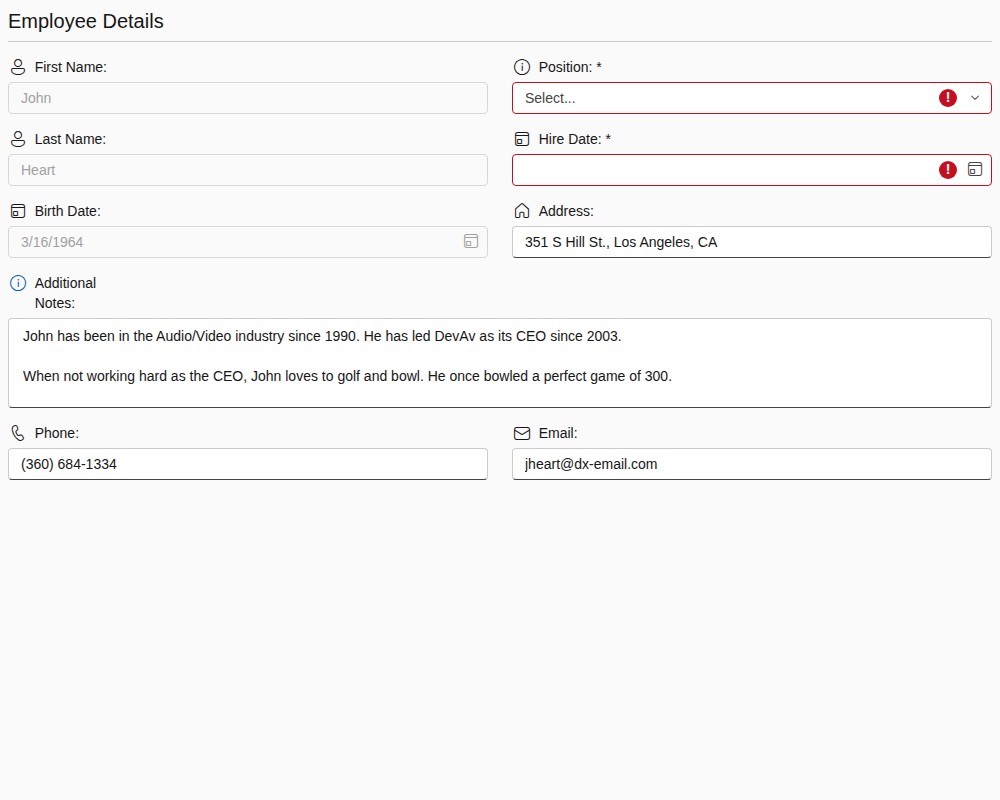 Employee Details
First Name:
John
Position: *
Select...
Last Name:
Heart
Hire Date: *
Birth Date:
3/16/1964
Address:
351 S Hill St., Los Angeles, CA
Additional
Notes:
John has been in the Audio/Video industry since 1990. He has led DevAv as its CEO since 2003.
When not working hard as the CEO, John loves to golf and bowl. He once bowled a perfect game of 300.
Phone:
(360) 684-1334
Email:
jheart@dx-email.com